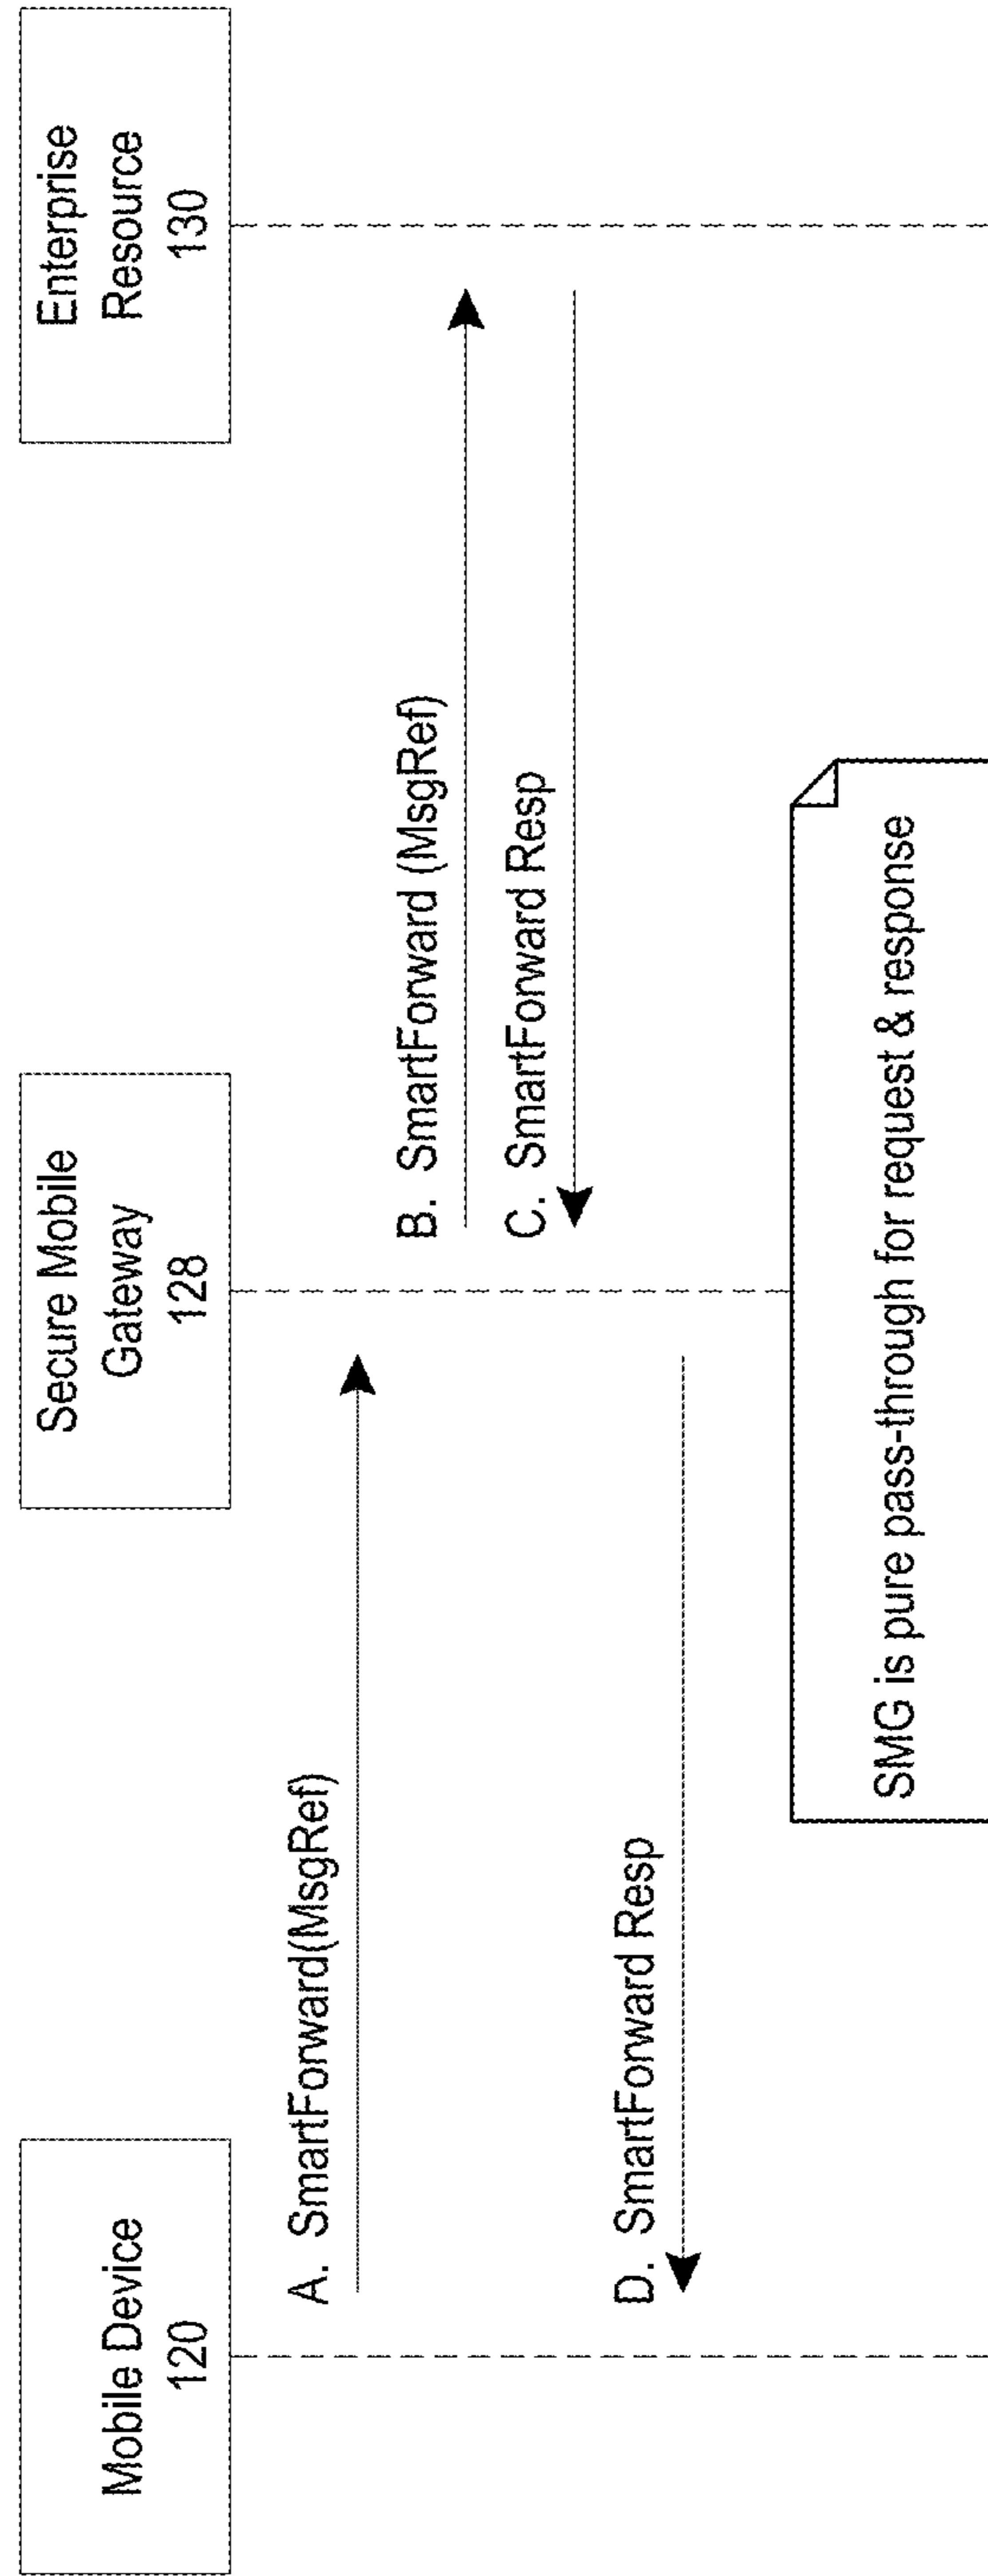 Mobile Device
120
Secure Mobile
Gateway
128
Enterprise
Resource
130
A. SmartForward(MsgRef)
B. SmartForward (MsgRef)
C. SmartForward Resp
D. SmartForward Resp
SMG is pure pass-through for request & response